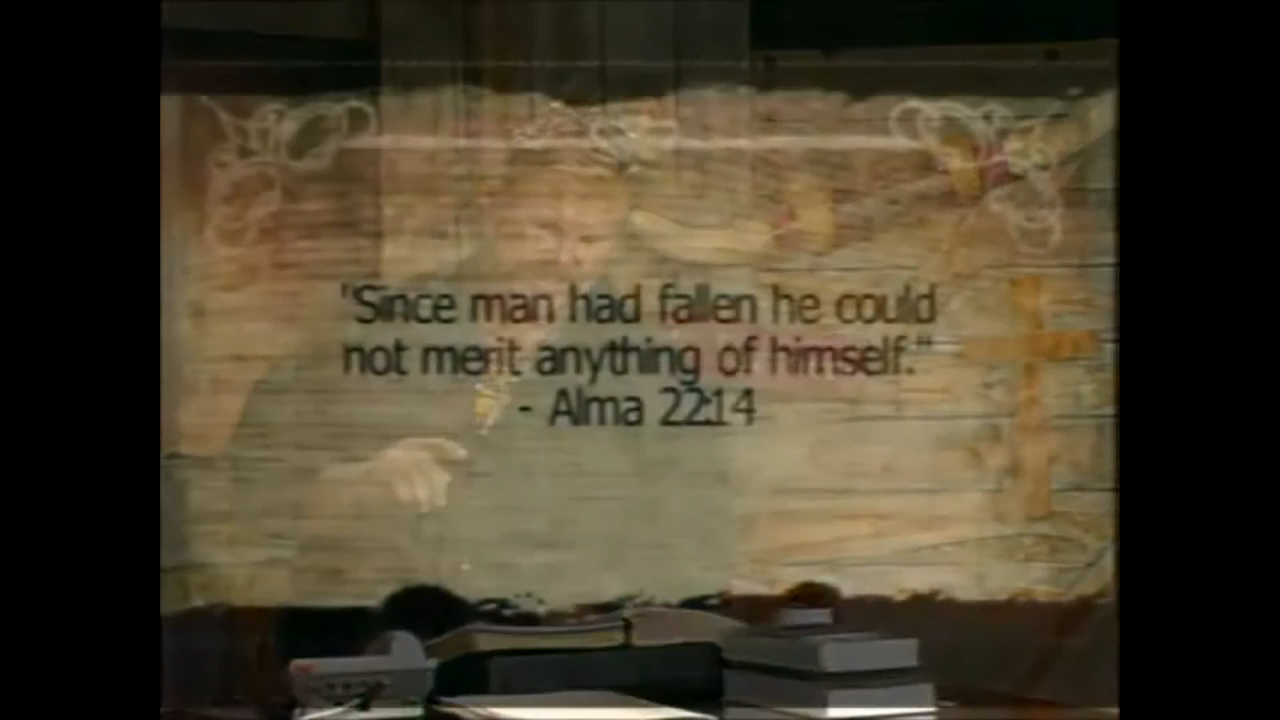 "Since man had fallen he could
not merit anything of himself."
- Alma 22:14